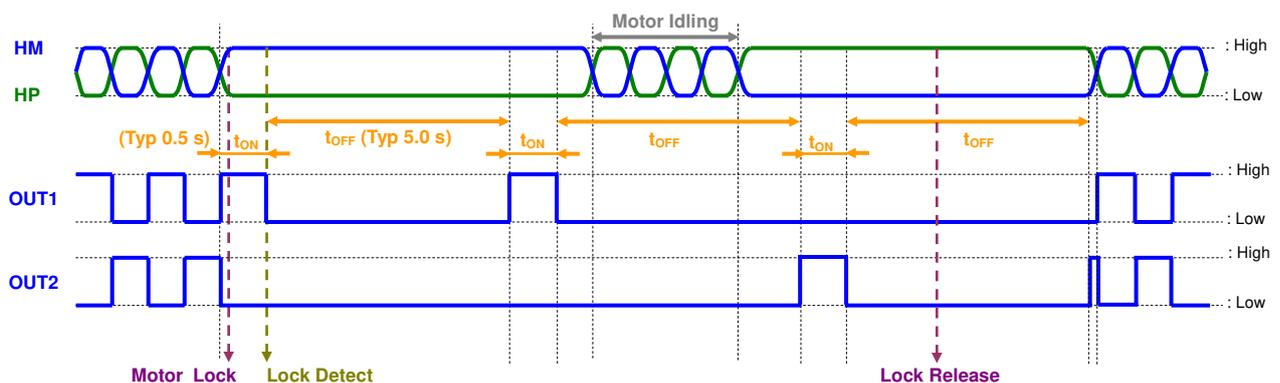 Motor Idling
HM
: High
HP
: Low
(Typ 0.5 s)
tON
tOFF (Typ 5.0 s)
tON
tOFF
tON
tOFF
OUT1
: High
: Low
OUT2
: High
: Low
Motor Lock
Lock Detect
Lock Release